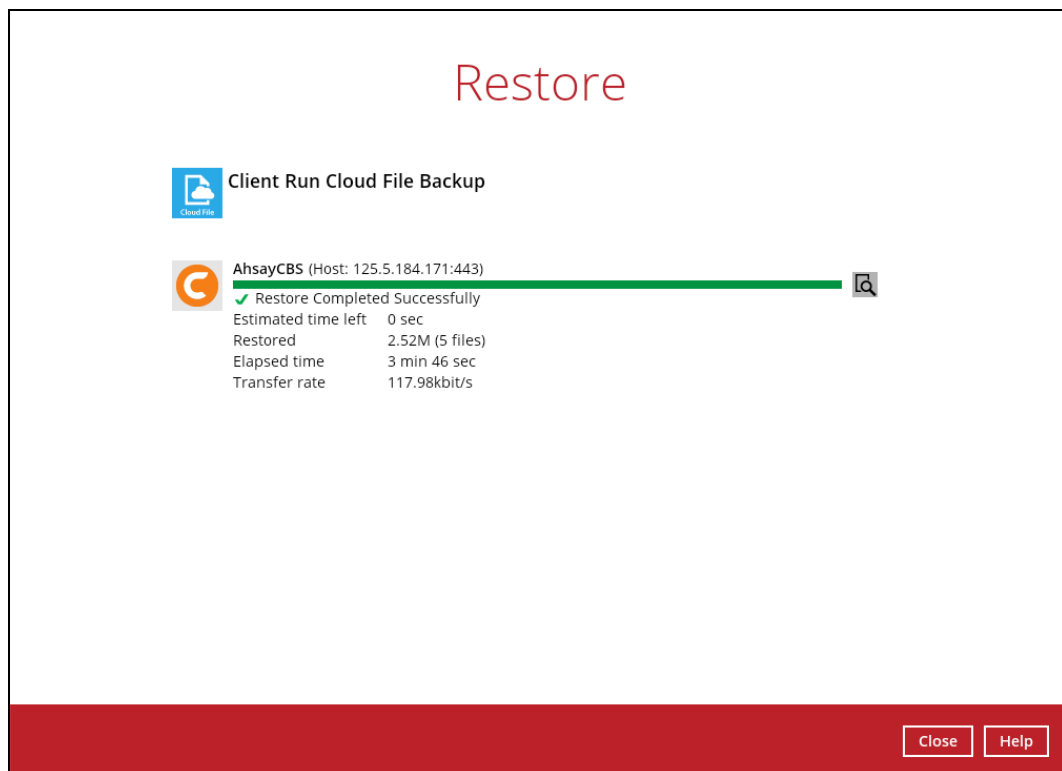 Restore
Client Run Cloud File Backup
Cloud File
AhsayCBS (Host: 125.5.184.171:443)
Restore Completed Successfully
Estimated time left 0 sec
Restored 2.52M (5 files)
Elapsed time 3 min 46 sec
Transfer rate 117.98kbit/s
Close Help